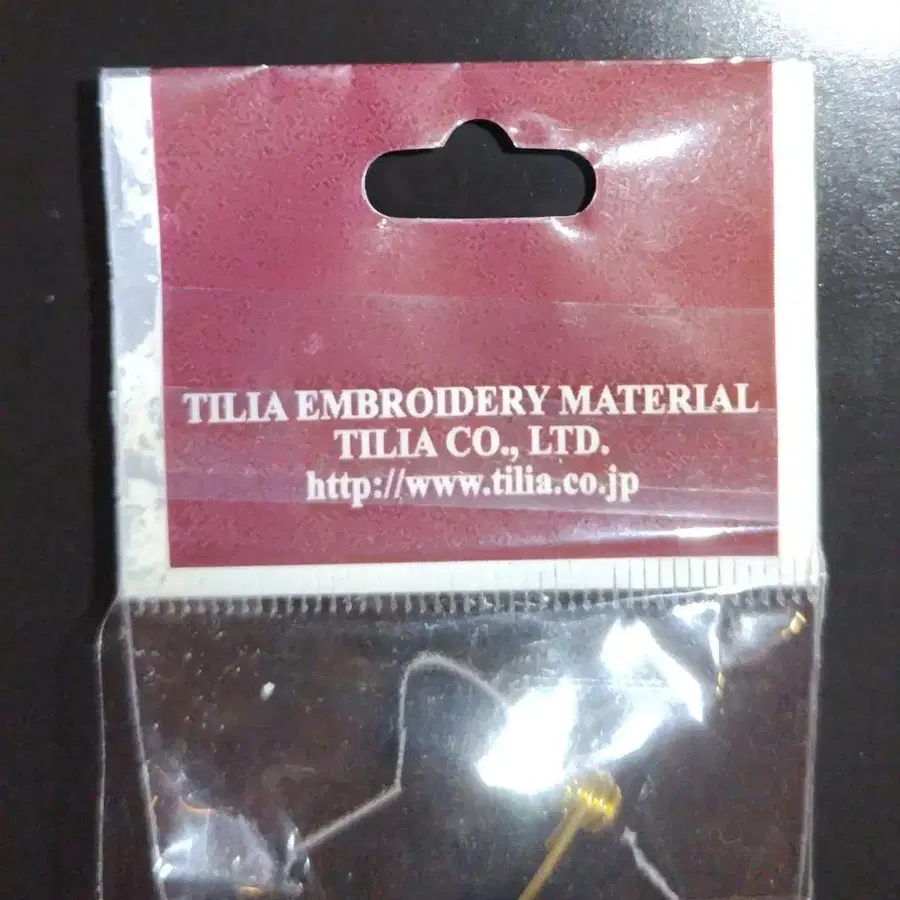 TILIA EMBROIDERY MATERIAL
TILIA CO., LTD.
http://www.tilia.co.jp